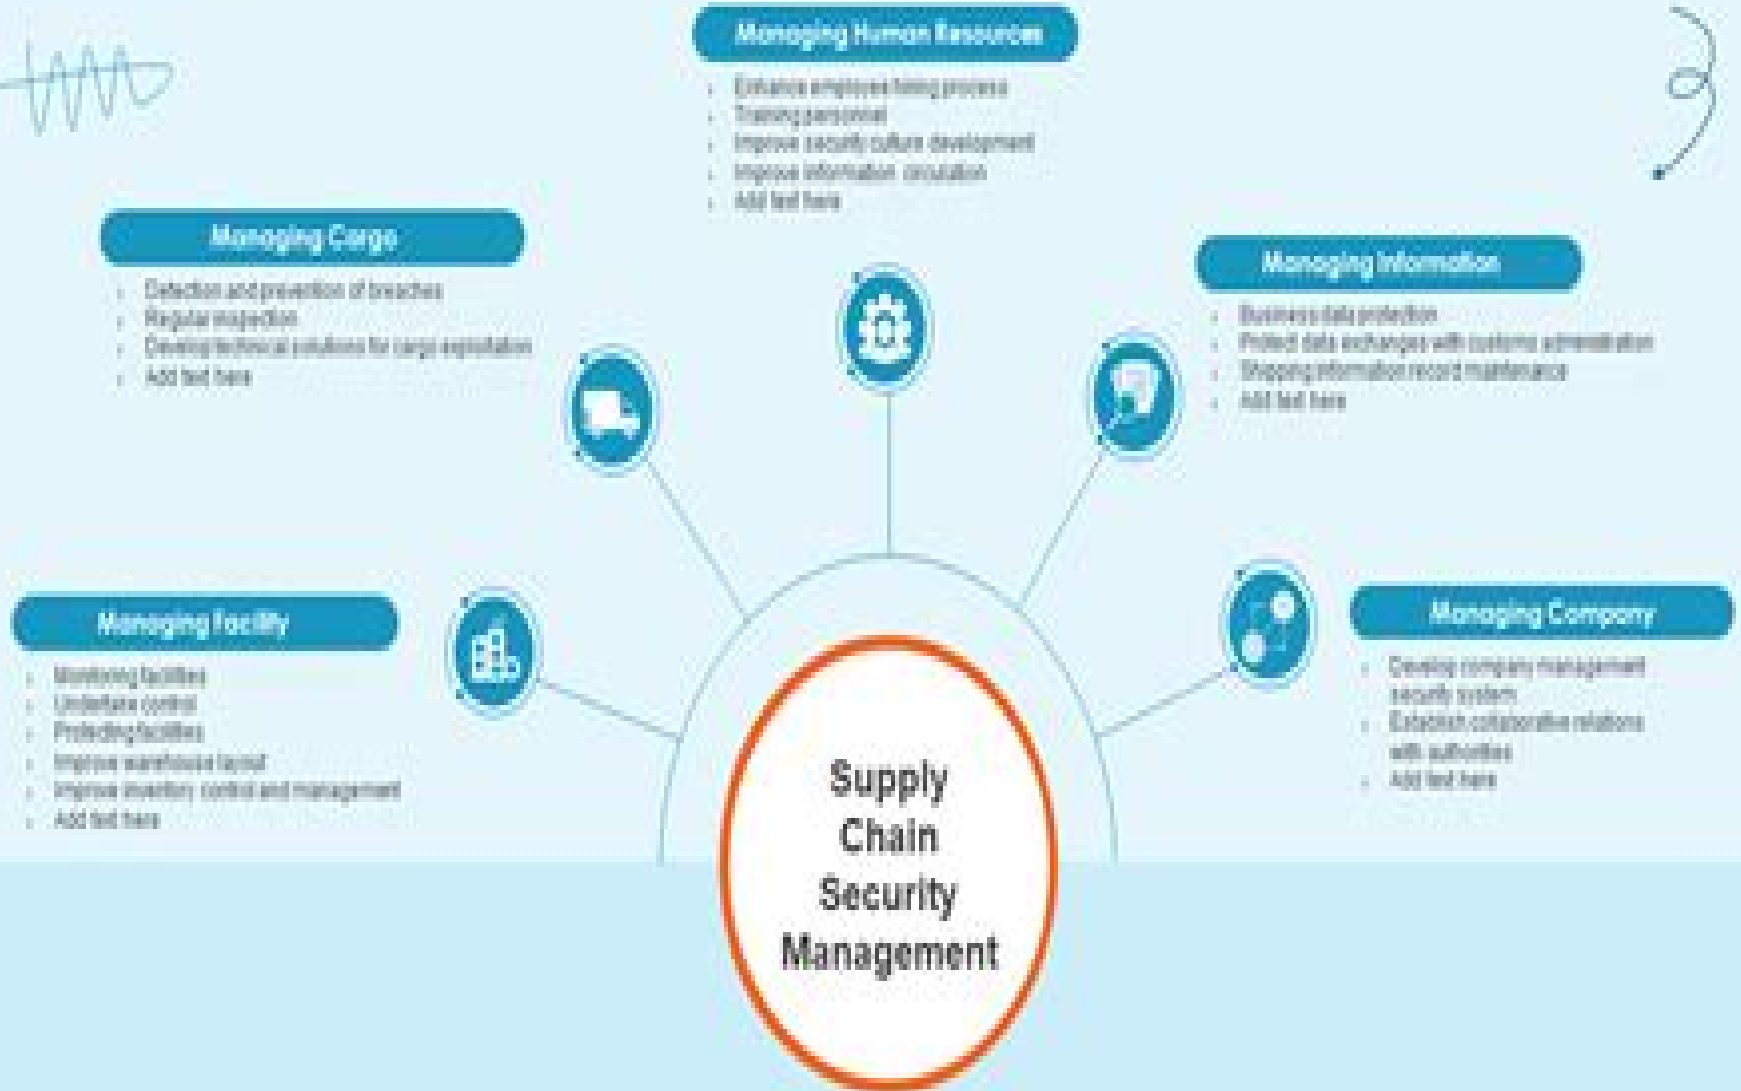 Managing Human Resources
Enhance employee hiring process
Training personnel
Improve security culture development
Improve information circulation
Add text here
Managing Cargo
Detection and prevention of breaches
Regular inspection
Develop technical solutions for cargo exploitation
Add text here
Managing Information
Business data protection
Protect data exchanges with customs administration
Shipping information record maintenance
Add text here
Managing Facility
Monitoring facilities
Undertake control
Protecting facilities
Improve warehouse layout
Improve inventory control and management
Add text here
Managing Company
Develop company management
security system
Establish collaborative relations
with authorities
Add text here
Supply
Chain
Security
Management